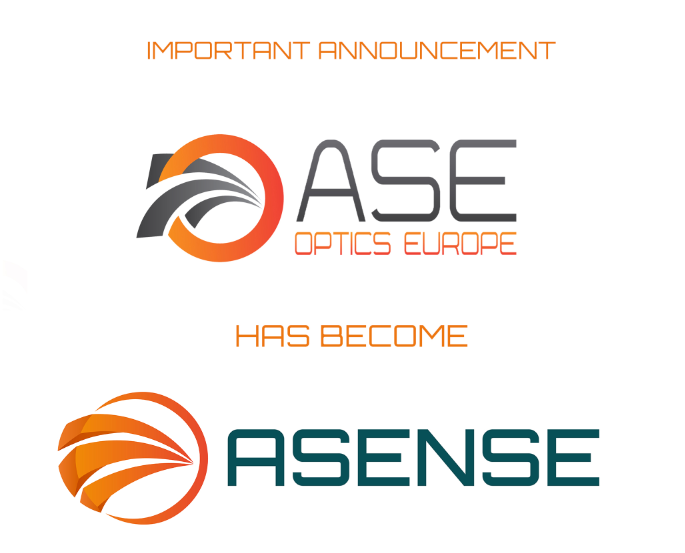 IMPORTANT ANNOUNCEMENT
ASE
OPTICS EUROPE
HAS BECOME
ASENSE